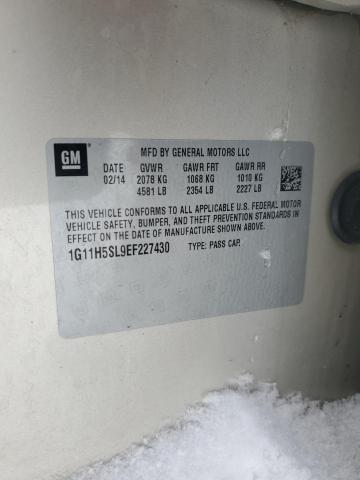 GM
MFD BY GENERAL MOTORS LLC
DATE GVWR GAWR FRT GAWR RR
02/14 2078 KG 1068 KG 1010 KG
4581 LB 2354 LB 2227 LB
THIS VEHICLE CONFORMS TO ALL APPLICABLE U.S. FEDERAL MOTOR
VEHICLE SAFETY, BUMPER, AND THEFT PREVENTION STANDARDS IN
EFFECT ON THE DATE OF MANUFACTURE SHOWN ABOVE.
1G11H5SL9EF227430 TYPE: PASS CAR